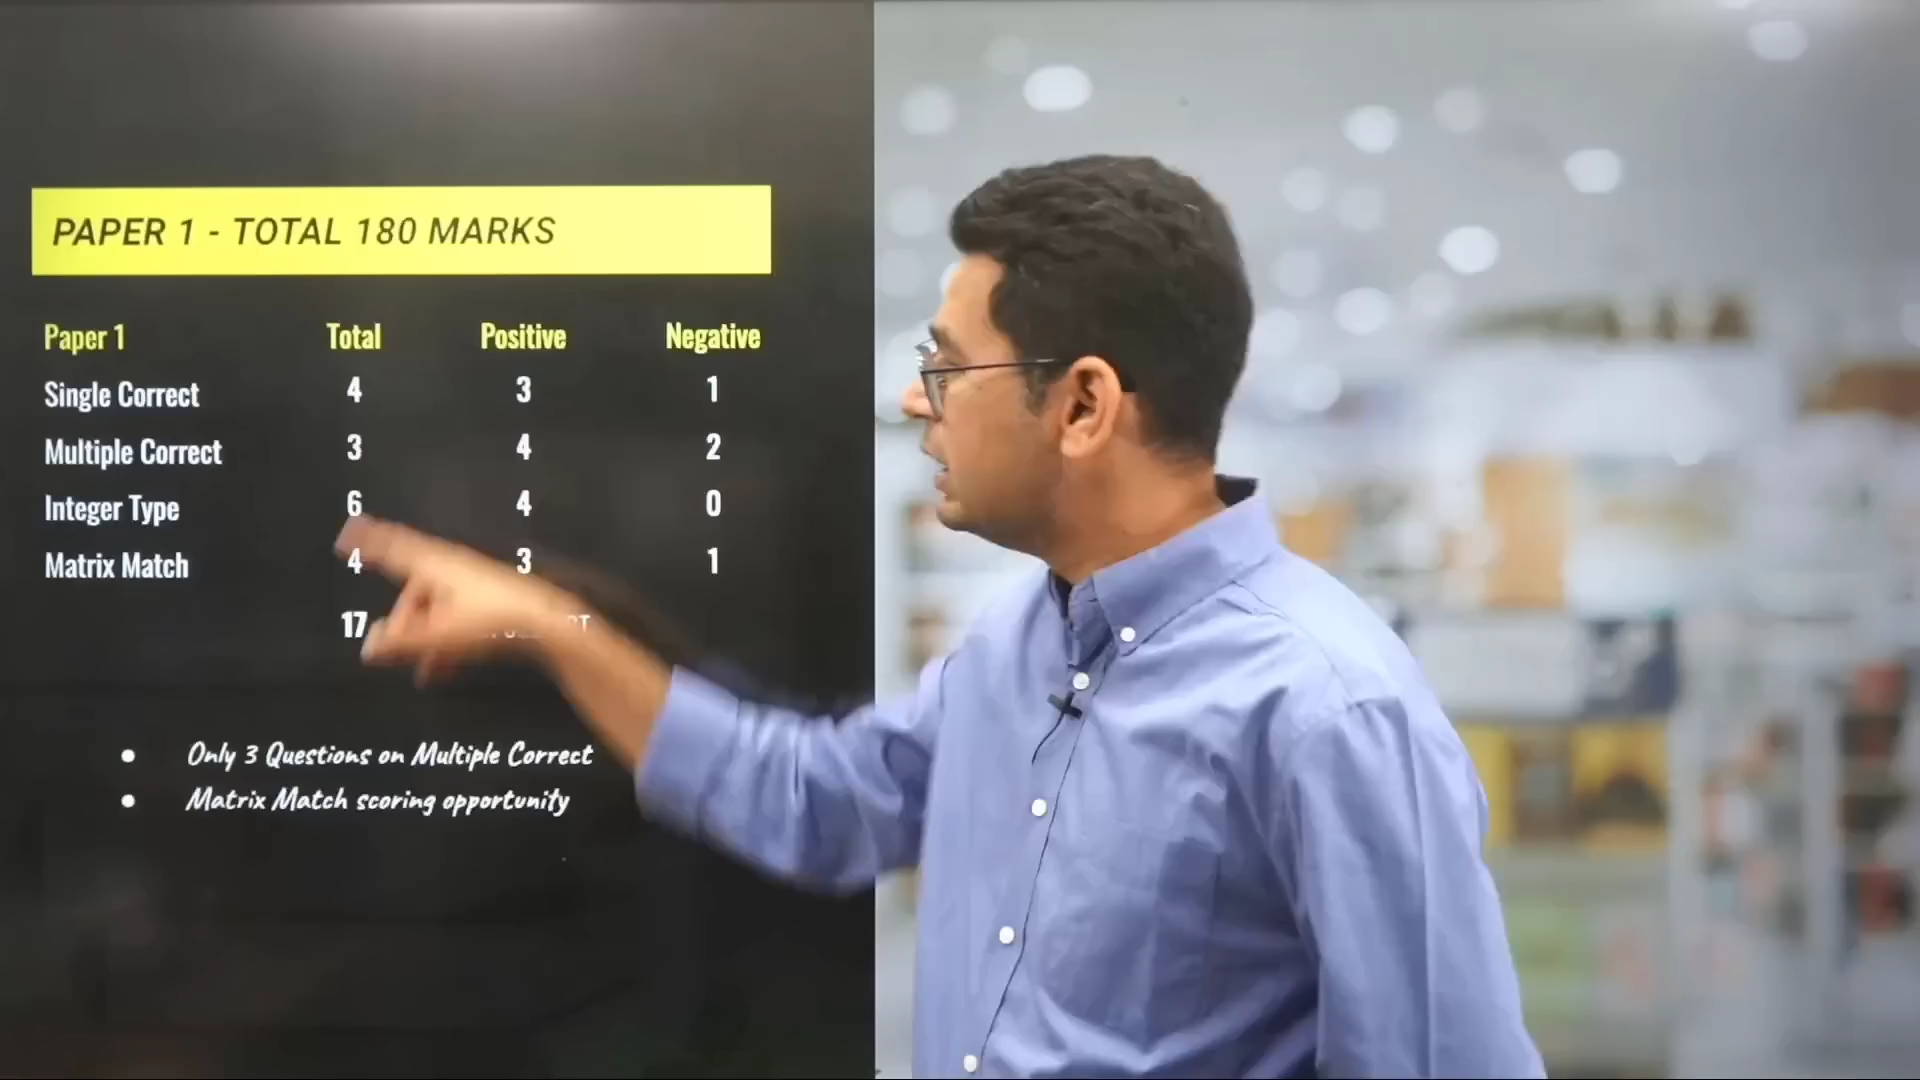 PAPER 1 - TOTAL 180 MARKS
Paper 1 Total Positive Negative
Single Correct 4 3 1
Multiple Correct 3 4 2
Integer Type 6 4 0
Matrix Match 4 3 1
17
• Only 3 Questions on Multiple Correct
• Matrix Match scoring opportunity